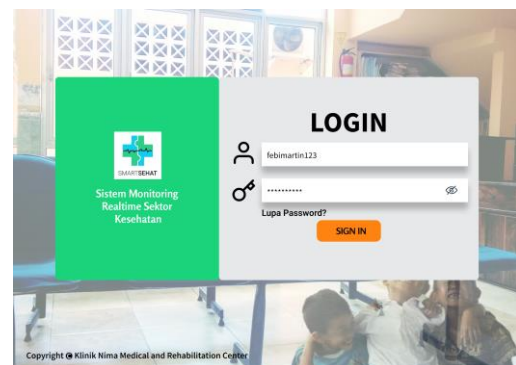 LOGIN
febimartin123
SMARTSEHAT
Sistem Monitoring
Realtime Sektor
Kesehatan
..........
Lupa Password?
SIGN IN
Copyright @ Klinik Nima Medical and Rehabilitation Center